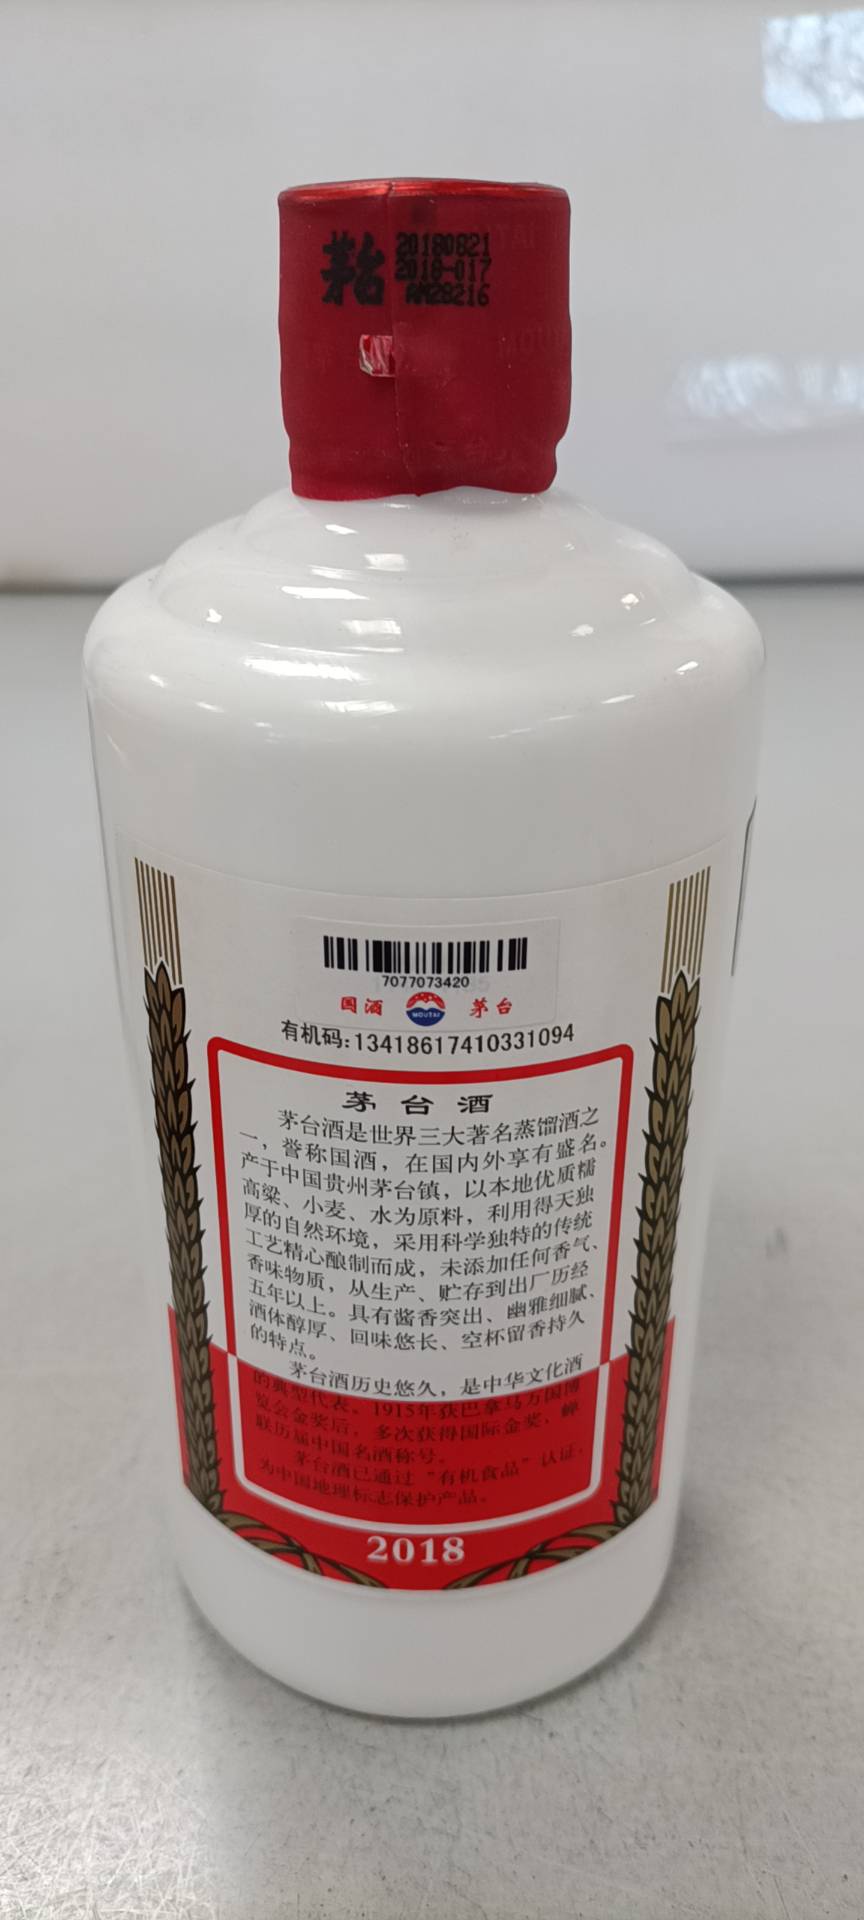 茅台
20180821
2018-017
AM28216
7077073420
国酒 MOUTAI 茅台
有机码:13418617410331094
茅台酒
茅台酒是世界三大著名蒸馏酒之
一，誉称国酒，在国内外享有盛名。
产于中国贵州茅台镇，以本地优质糯
高粱、小麦、水为原料，利用得天独
厚的自然环境，采用科学独特的传统
工艺精心酿制而成，未添加任何香气、
香味物质，从生产、贮存到出厂历经
五年以上。具有酱香突出、幽雅细腻、
酒体醇厚、回味悠长、空杯留香持久
的特点。
茅台酒历史悠久，是中华文化酒
的典型代表。1915年获巴拿马万国博
览会金奖后，多次获得国际金奖，蝉
联历届中国名酒称号。
茅台酒已通过“有机食品”认证，
为中国地理标志保护产品。
2018